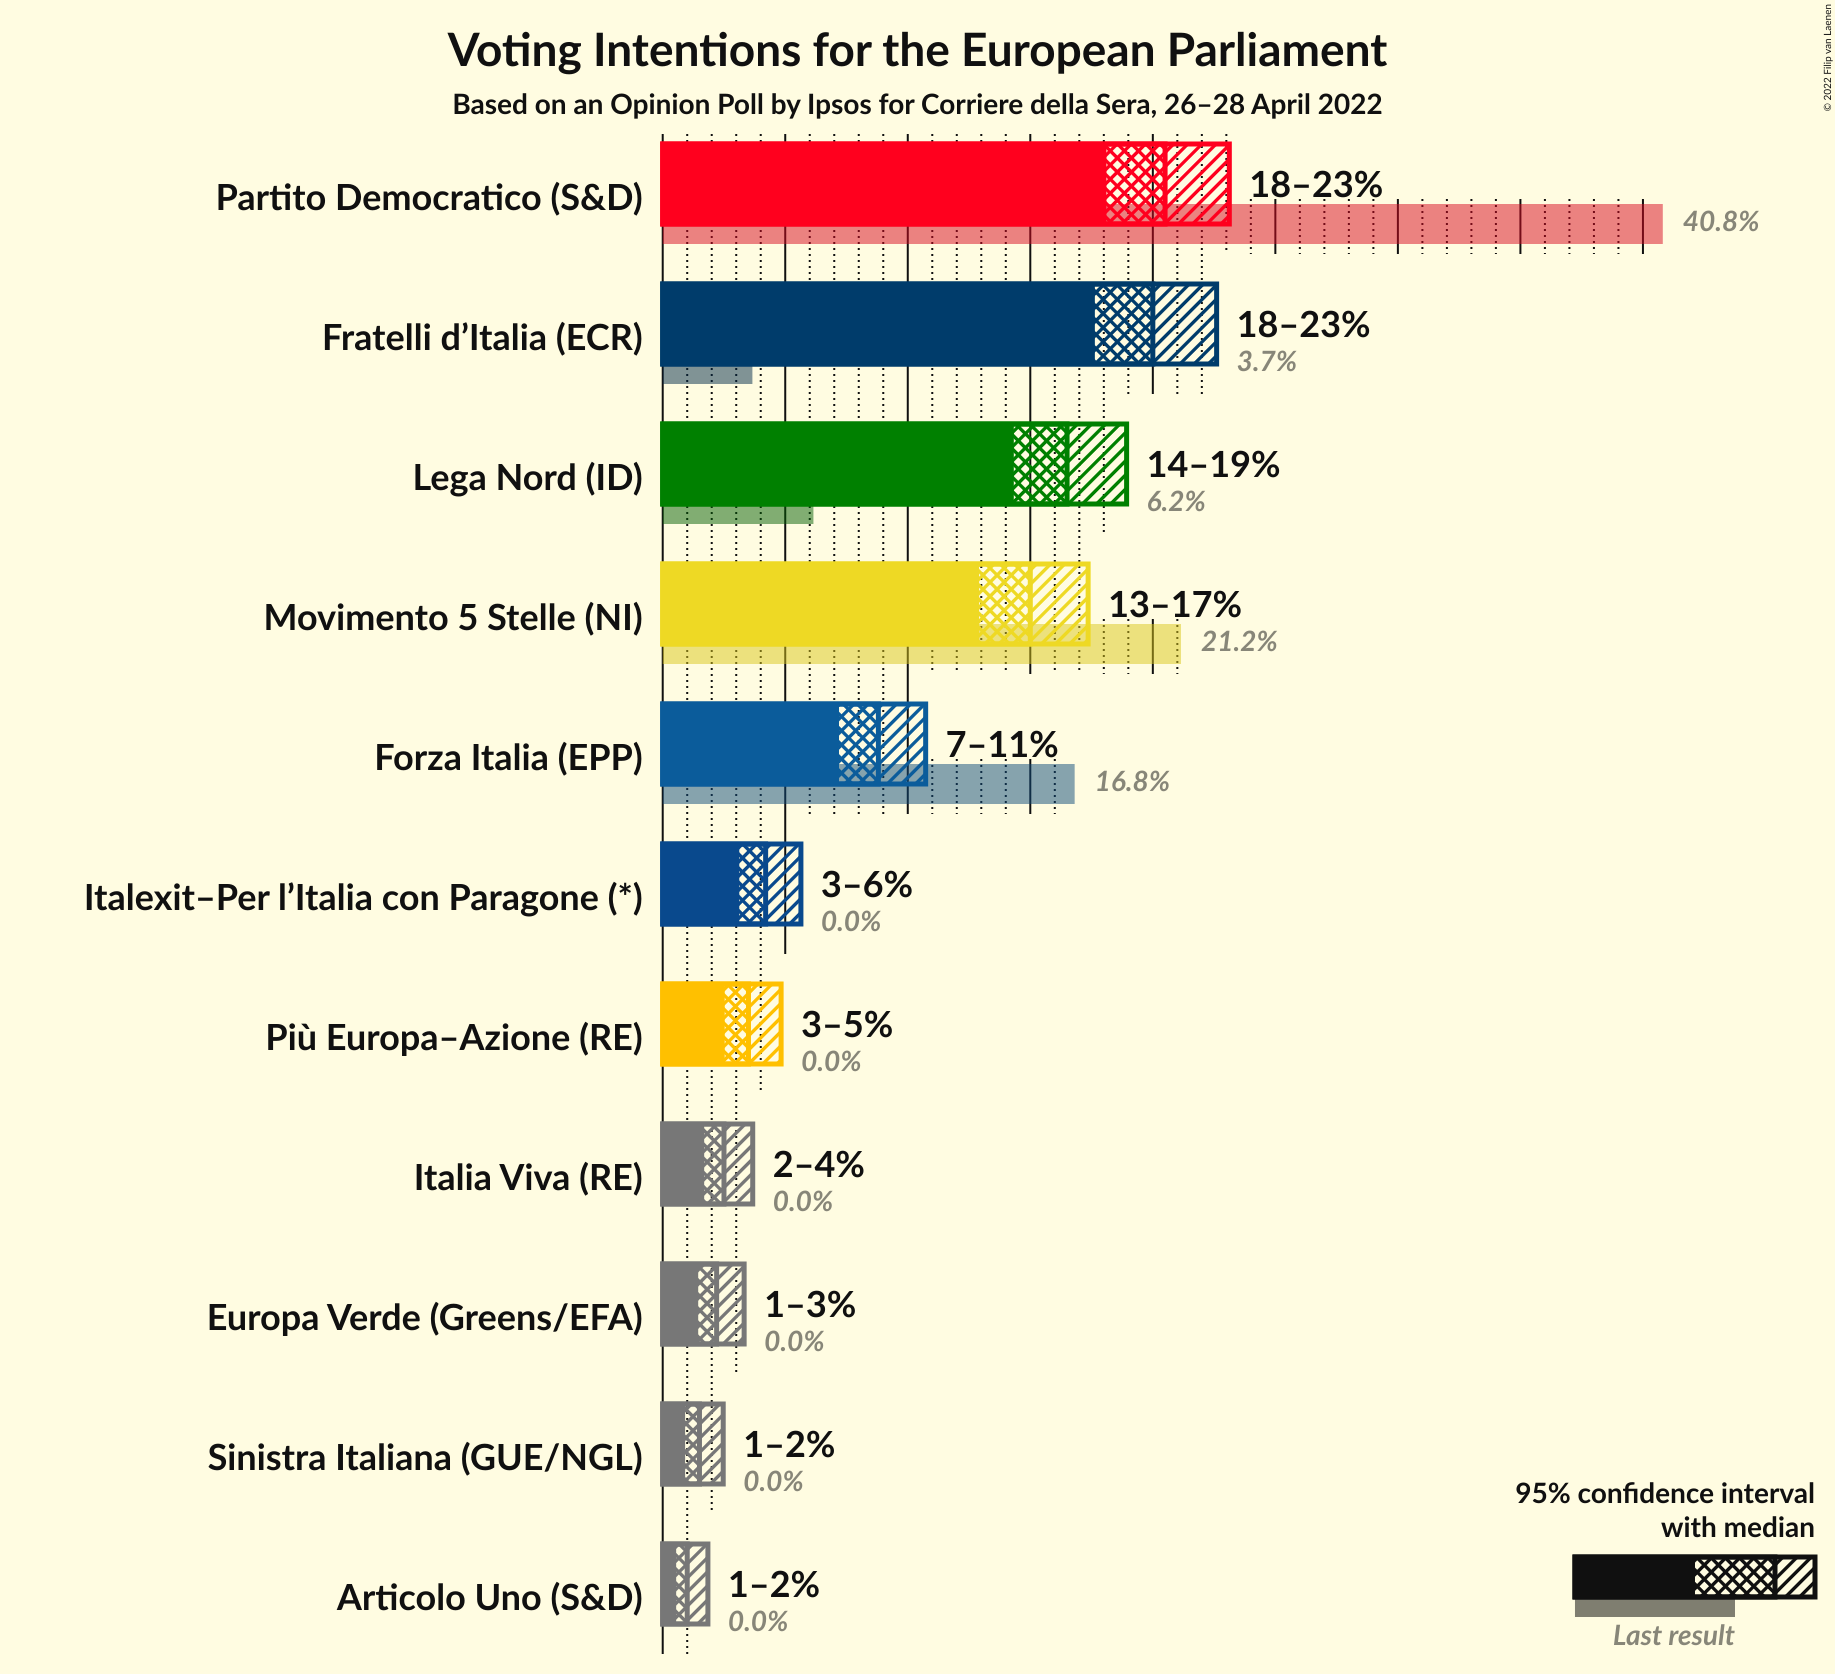 Voting Intentions for the European Parliament
Based on an Opinion Poll by Ipsos for Corriere della Sera, 26–28 April 2022
© 2022 Filip van Laenen
Partito Democratico (S&D)
18–23%
40.8%
Fratelli d’Italia (ECR)
18–23%
3.7%
Lega Nord (ID)
14–19%
6.2%
Movimento 5 Stelle (NI)
13–17%
21.2%
Forza Italia (EPP)
7–11%
16.8%
Italexit–Per l’Italia con Paragone (*)
3–6%
0.0%
Più Europa–Azione (RE)
3–5%
0.0%
Italia Viva (RE)
2–4%
0.0%
Europa Verde (Greens/EFA)
1–3%
0.0%
Sinistra Italiana (GUE/NGL)
1–2%
0.0%
Articolo Uno (S&D)
1–2%
0.0%
95% confidence interval
with median
Last result